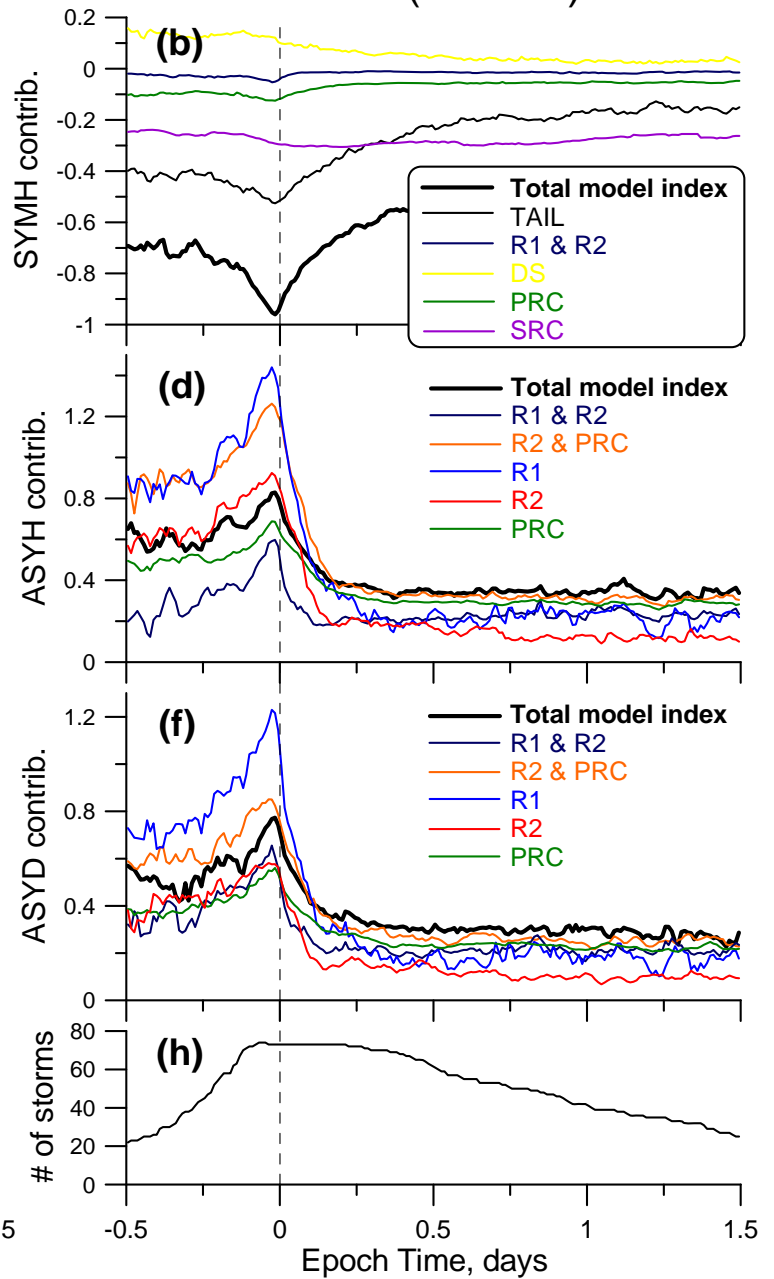 0.2
(b)
0
-0.2
-0.4
-0.6
-0.8
-1
SYMH contrib.
Total model index
TAIL
R1 & R2
DS
PRC
SRC
(d)
1.2
0.8
0.4
0
ASYH contrib.
Total model index
R1 & R2
R2 & PRC
R1
R2
PRC
(f)
1.2
0.8
0.4
0
ASYD contrib.
Total model index
R1 & R2
R2 & PRC
R1
R2
PRC
(h)
80
60
40
20
0
# of storms
5 -0.5 0 0.5 1 1.5
Epoch Time, days